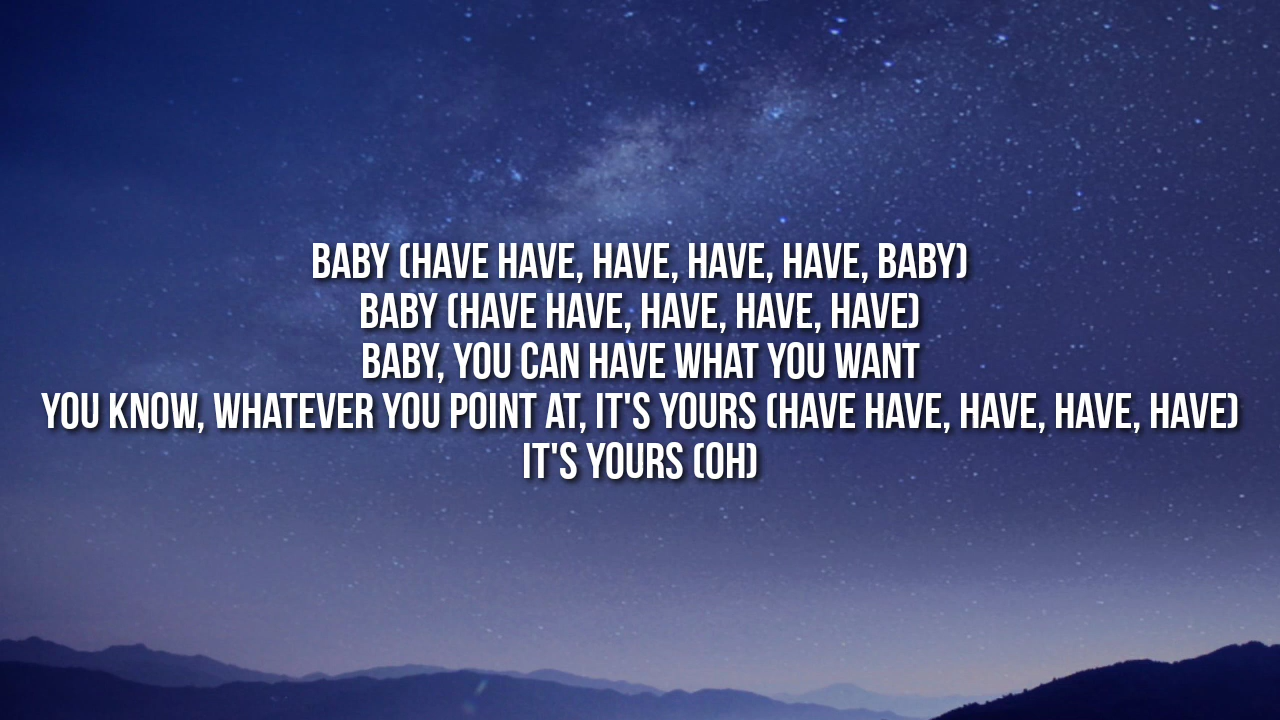 BABY (HAVE HAVE, HAVE, HAVE, HAVE, BABY)
BABY (HAVE HAVE, HAVE, HAVE, HAVE)
BABY, YOU CAN HAVE WHAT YOU WANT
YOU KNOW, WHATEVER YOU POINT AT, IT'S YOURS (HAVE HAVE, HAVE, HAVE, HAVE)
IT'S YOURS (OH)